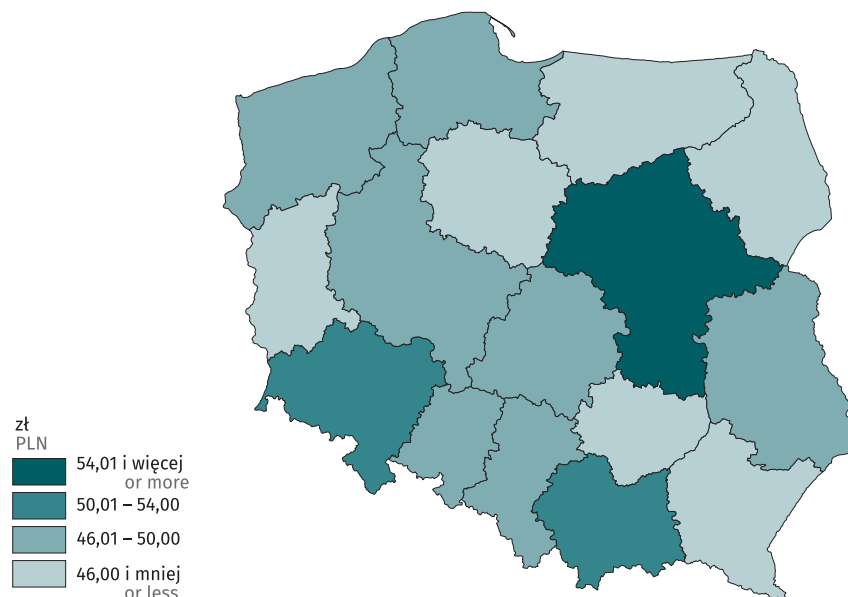 zł
PLN
54,01 i więcej
or more
50,01 – 54,00
46,01 – 50,00
46,00 i mniej
or less